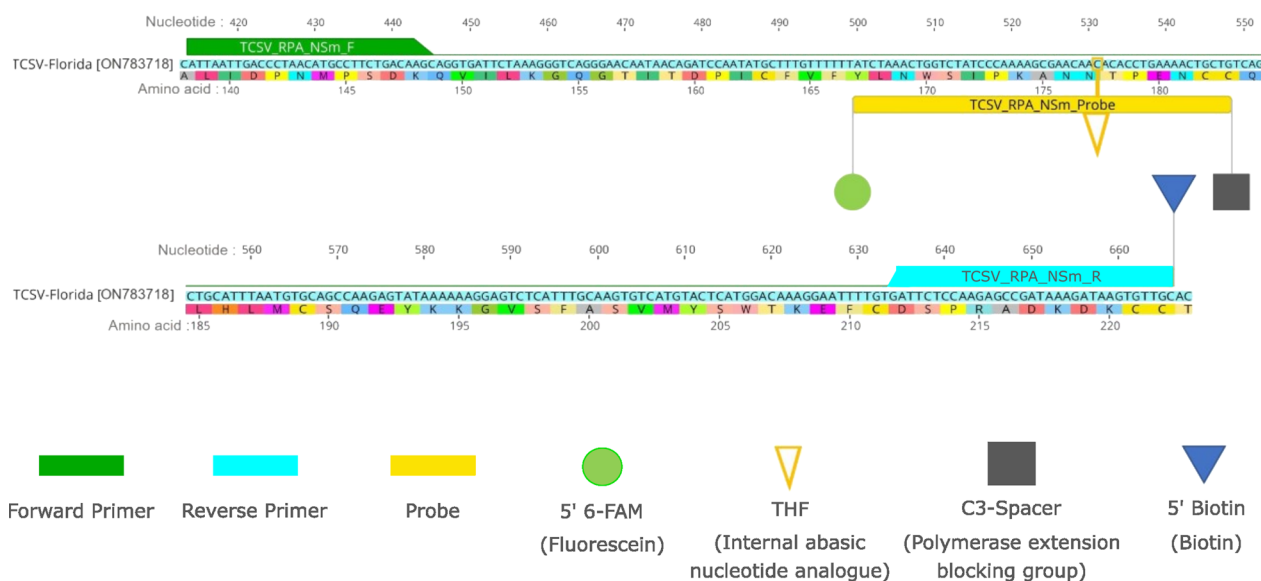 420 430 440 450 460 470 480 490 500 510 520 530 540 550
Nucleotide :
TCSV_RPA_NSm_F
TCSV-Florida [ON783718] CATTAATTGACCCTAACATGCCTTCTGACAAGCAGGTGATTCTAAAGGGTCAGGGAACAATAACAGATCCAATATGCTTTGTTTTTTATCTAAACTGGTCTATCCCAAAAGCGAACAACACACCTGAAAACTGCTGTCAG
A L I D P N M P S D K Q V I L K G Q G T I T D P I C F V F Y L N W S I P K A N N T P E N C C Q
Amino acid : 140 145 150 155 160 165 170 175 180
TCSV_RPA_NSm_Probe
Nucleotide : 560 570 580 590 600 610 620 630 640 650 660
TCSV_RPA_NSm_R
TCSV-Florida [ON783718] CTGCATTTAATGTGCAGCCAAGAGTATAAAAAAGGAGTCTCATTTGCAAGTGTCATGTACTCATGGACAAAGGAATTTTGTGATTCTCCAAGAGCCGATAAAGATAAGTGTTGCAC
L H L M C S Q E Y K K G V S F A S V M Y S W T K E F C D S P R A D K D K C C T
Amino acid : 185 190 195 200 205 210 215 220
Forward Primer
Reverse Primer
Probe
5' 6-FAM
(Fluorescein)
THF
(Internal abasic
nucleotide analogue)
C3-Spacer
(Polymerase extension
blocking group)
5' Biotin
(Biotin)